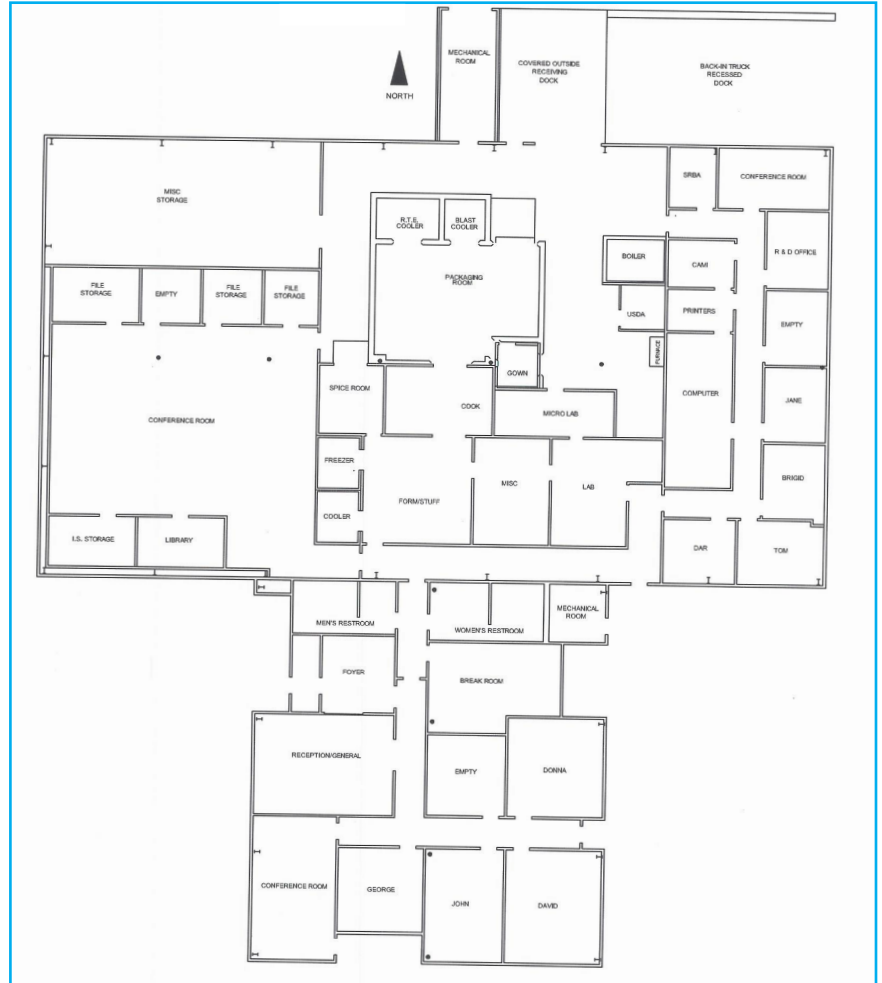 MECHANICAL
ROOM
COVERED OUTSIDE
RECEIVING
DOCK
BACK-IN TRUCK
RECESSED
DOCK
NORTH
MISC
STORAGE
SRBA
CONFERENCE ROOM
R.T.E.
COOLER
BLAST
COOLER
BOILER
CAMI
R & D OFFICE
PACKAGING
ROOM
FILE
STORAGE
EMPTY
FILE
STORAGE
FILE
STORAGE
USDA
PRINTERS
EMPTY
FURNACE
GOWN
SPICE ROOM
COOK
MICRO LAB
COMPUTER
JANE
CONFERENCE ROOM
FREEZER
FORM/STUFF
MISC
LAB
BRIGID
COOLER
I.S. STORAGE
LIBRARY
DAR
TOM
MEN'S RESTROOM
WOMEN'S RESTROOM
MECHANICAL
ROOM
FOYER
BREAK ROOM
RECEPTION/GENERAL
EMPTY
DONNA
CONFERENCE ROOM
GEORGE
JOHN
DAVID